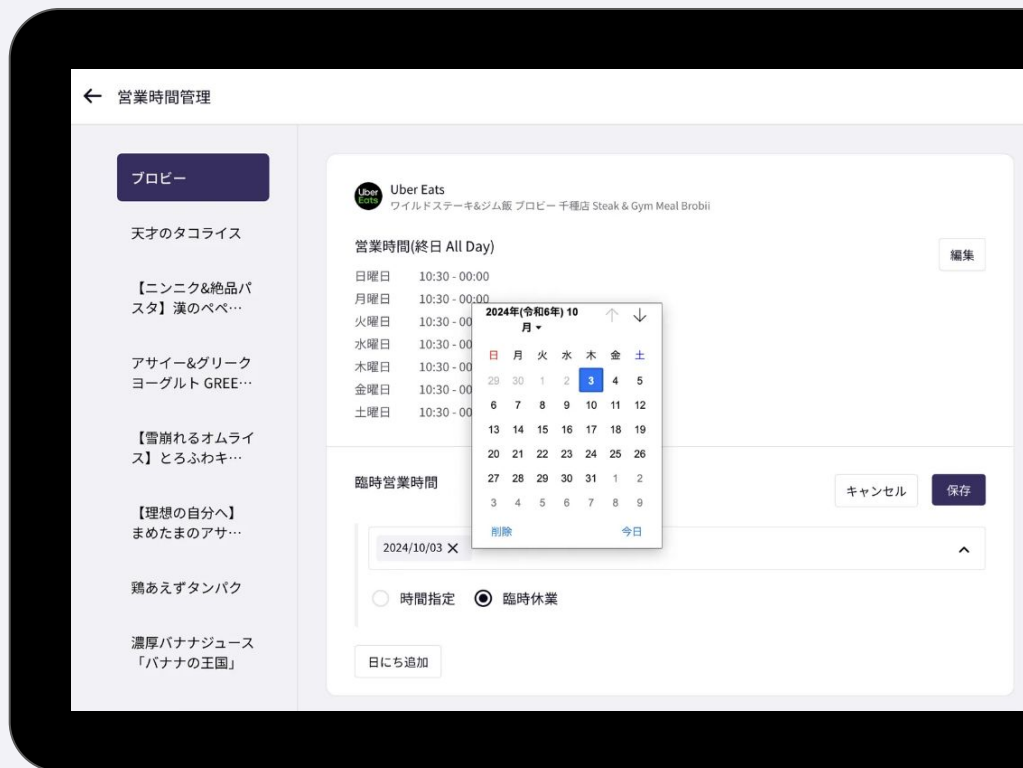 営業時間管理
ブロビー
天才のタコライス
【ニンニク&絶品パ
スタ】漢のペペ…
アサイー&グリーク
ヨーグルト GREE…
【雪崩れるオムライ
ス】とろふわキ…
【理想の自分へ】
まめたまのアサ…
鶏あえずタンパク
濃厚バナナジュース
「バナナの王国」
Uber Eats
Uber Eats
ワイルドステーキ&ジム飯 ブロビー 千種店 Steak & Gym Meal Brobii
営業時間(終日 All Day)
編集
日曜日 10:30 - 00:00
月曜日 10:30 - 00:00
火曜日 10:30 - 00
水曜日 10:30 - 00
木曜日 10:30 - 00
金曜日 10:30 - 00
土曜日 10:30 - 00
2024年(令和6年) 10
月
日 月 火 水 木 金 土
29 30 1 2 3 4 5
6 7 8 9 10 11 12
13 14 15 16 17 18 19
20 21 22 23 24 25 26
27 28 29 30 31 1 2
3 4 5 6 7 8 9
削除 今日
臨時営業時間
キャンセル 保存
2024/10/03
時間指定 臨時休業
日にち追加